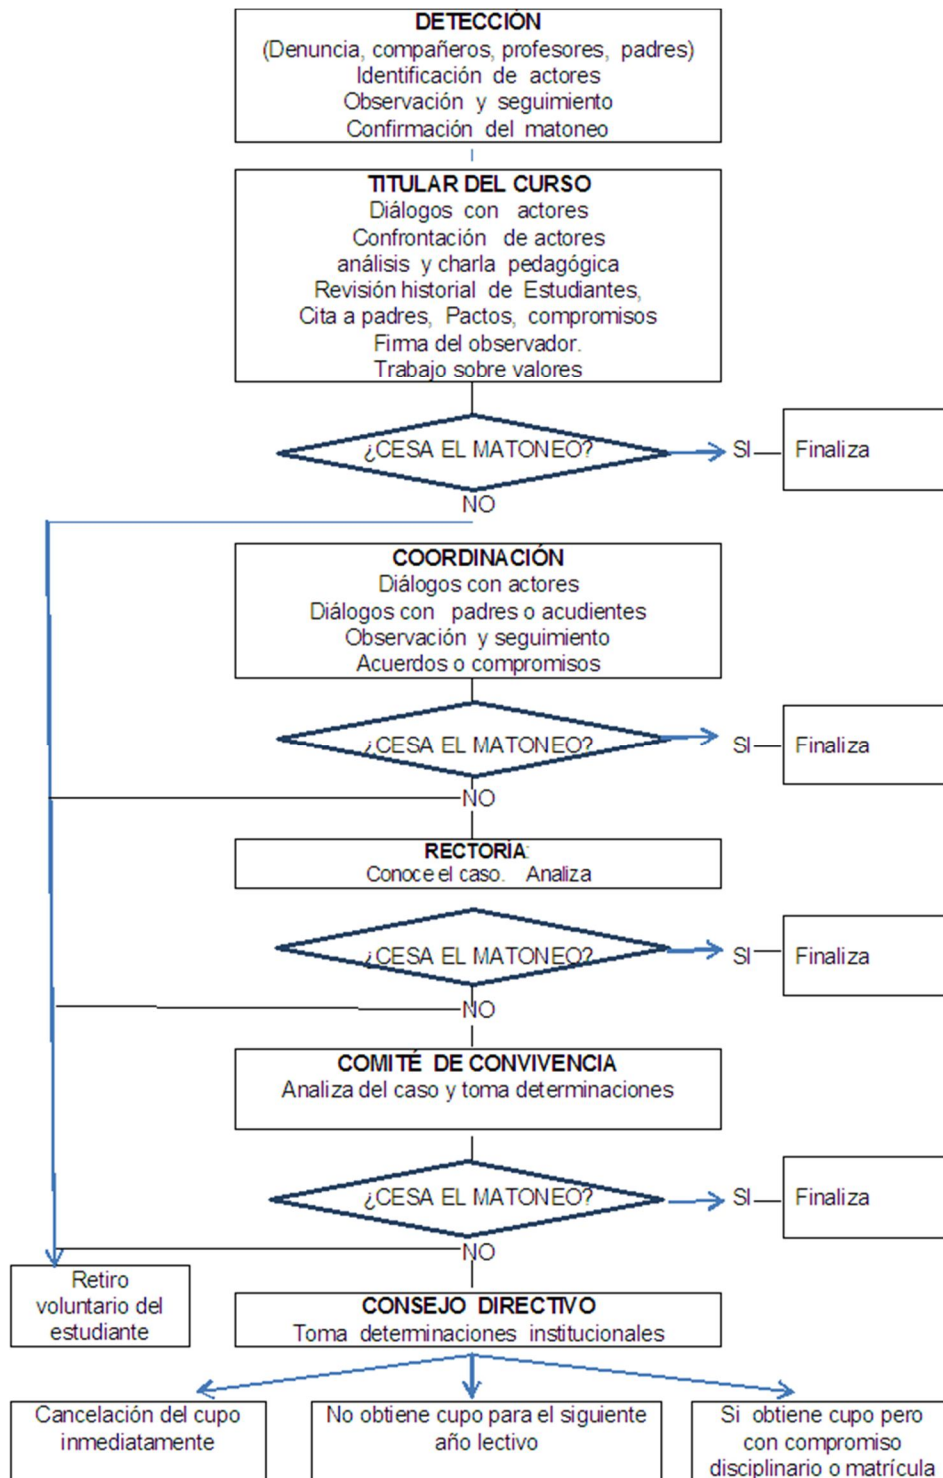 DETECCIÓN
(Denuncia, compañeros, profesores, padres)
Identificación de actores
Observación y seguimiento
Confirmación del matoneo
TITULAR DEL CURSO
Diálogos con actores
Confrontación de actores
análisis y charla pedagógica
Revisión historial de Estudiantes,
Cita a padres, Pactos, compromisos
Firma del observador.
Trabajo sobre valores
¿CESA EL MATONEO?
SI
Finaliza
NO
COORDINACIÓN
Diálogos con actores
Diálogos con padres o acudientes
Observación y seguimiento
Acuerdos o compromisos
¿CESA EL MATONEO?
SI
Finaliza
NO
RECTORÍA:
Conoce el caso. Analiza
¿CESA EL MATONEO?
SI
Finaliza
NO
COMITÉ DE CONVIVENCIA
Analiza del caso y toma determinaciones
¿CESA EL MATONEO?
SI
Finaliza
NO
Retiro
voluntario del
estudiante
CONSEJO DIRECTIVO
Toma determinaciones institucionales
Cancelación del cupo
inmediatamente
No obtiene cupo para el siguiente
año lectivo
Si obtiene cupo pero
con compromiso
disciplinario o matrícula